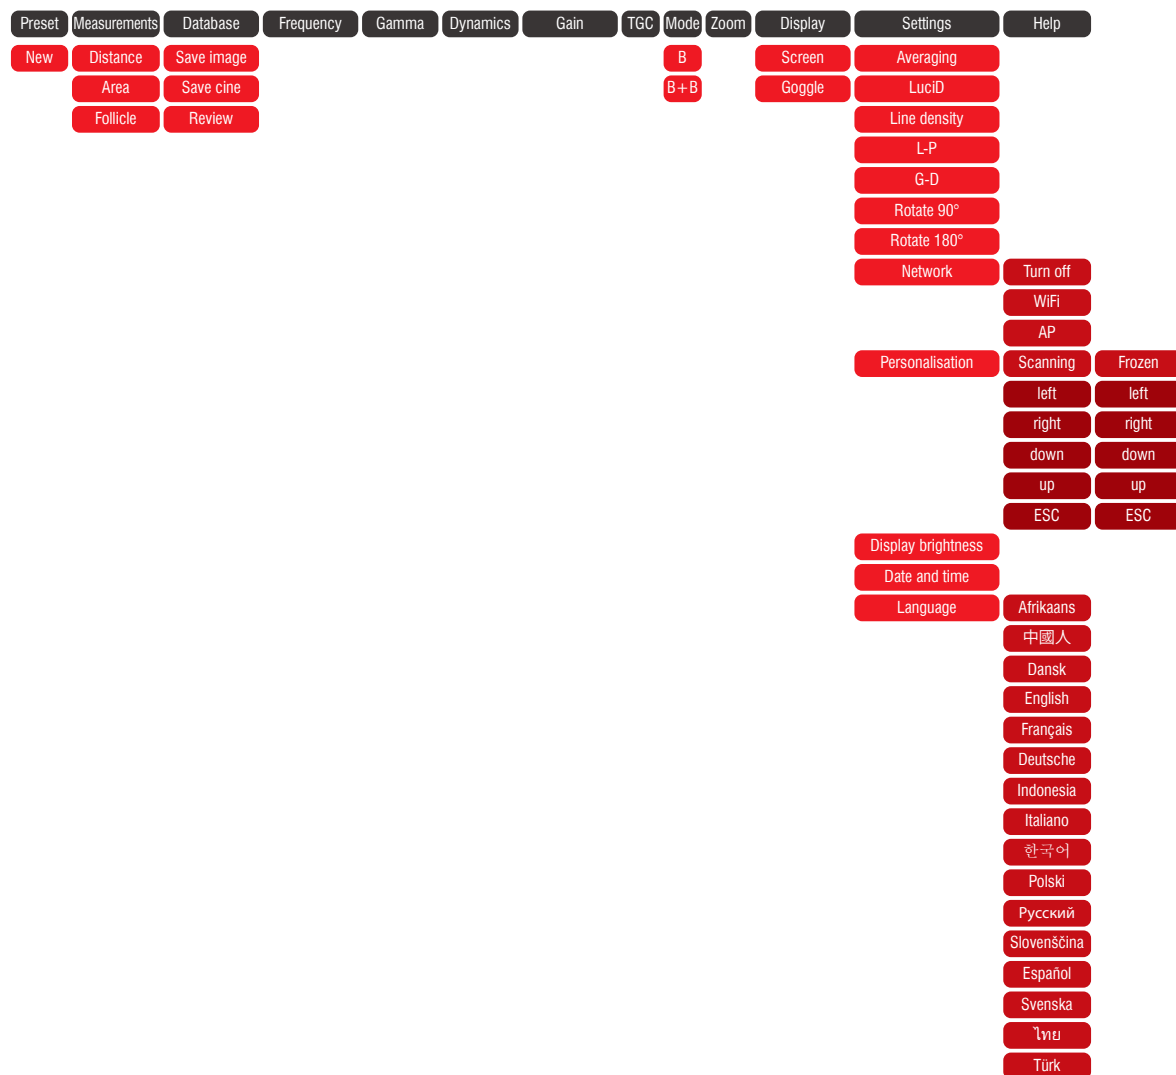 Preset Measurements Database Frequency Gamma Dynamics Gain TGC Mode Zoom Display Settings Help
New Distance Save image B Screen Averaging
Area Save cine B+B Goggle LuciD
Follicle Review Line density
L-P
G-D
Rotate 90°
Rotate 180°
Network Turn off
WiFi
AP
Personalisation Scanning Frozen
left left
right right
down down
up up
ESC ESC
Display brightness
Date and time
Language Afrikaans
中國人
Dansk
English
Français
Deutsche
Indonesia
Italiano
한국어
Polski
Русский
Slovenščina
Español
Svenska
ไทย
Türk